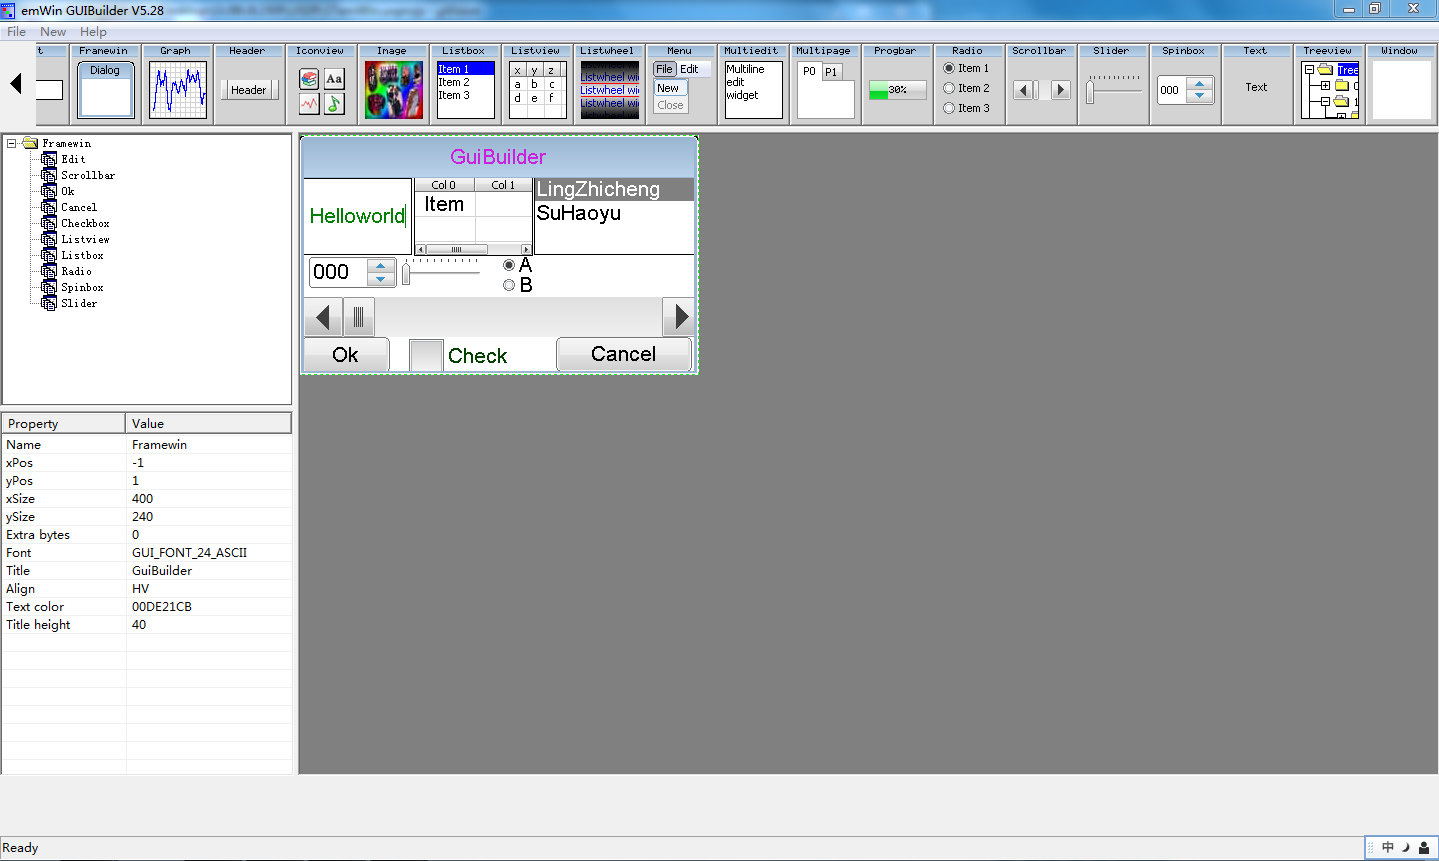 emWin GUIBuilder V5.28
File New Help
t Framewin Graph Header Iconview Image Listbox Listview Listwheel Menu Multiedit Multipage Progbar Radio Scrollbar Slider Spinbox Text Treeview Window
Dialog
Header
Aa
Item 1
Item 2
Item 3
x y z
a b c
d e f
Listwheel wi
Listwheel wi
Listwheel wi
File Edit
New
Close
Multiline
edit
widget
P0 P1
30%
Item 1
Item 2
Item 3
000
Text
Tree
Framewin
Edit
Scrollbar
Ok
Cancel
Checkbox
Listview
Listbox
Radio
Spinbox
Slider
GuiBuilder
Helloworld
Col 0 Col 1
Item
LingZhicheng
SuHaoyu
000
A
B
Ok
Check
Cancel
Property Value
Name Framewin
xPos -1
yPos 1
xSize 400
ySize 240
Extra bytes 0
Font GUI_FONT_24_ASCII
Title GuiBuilder
Align HV
Text color 00DE21CB
Title height 40
Ready
中